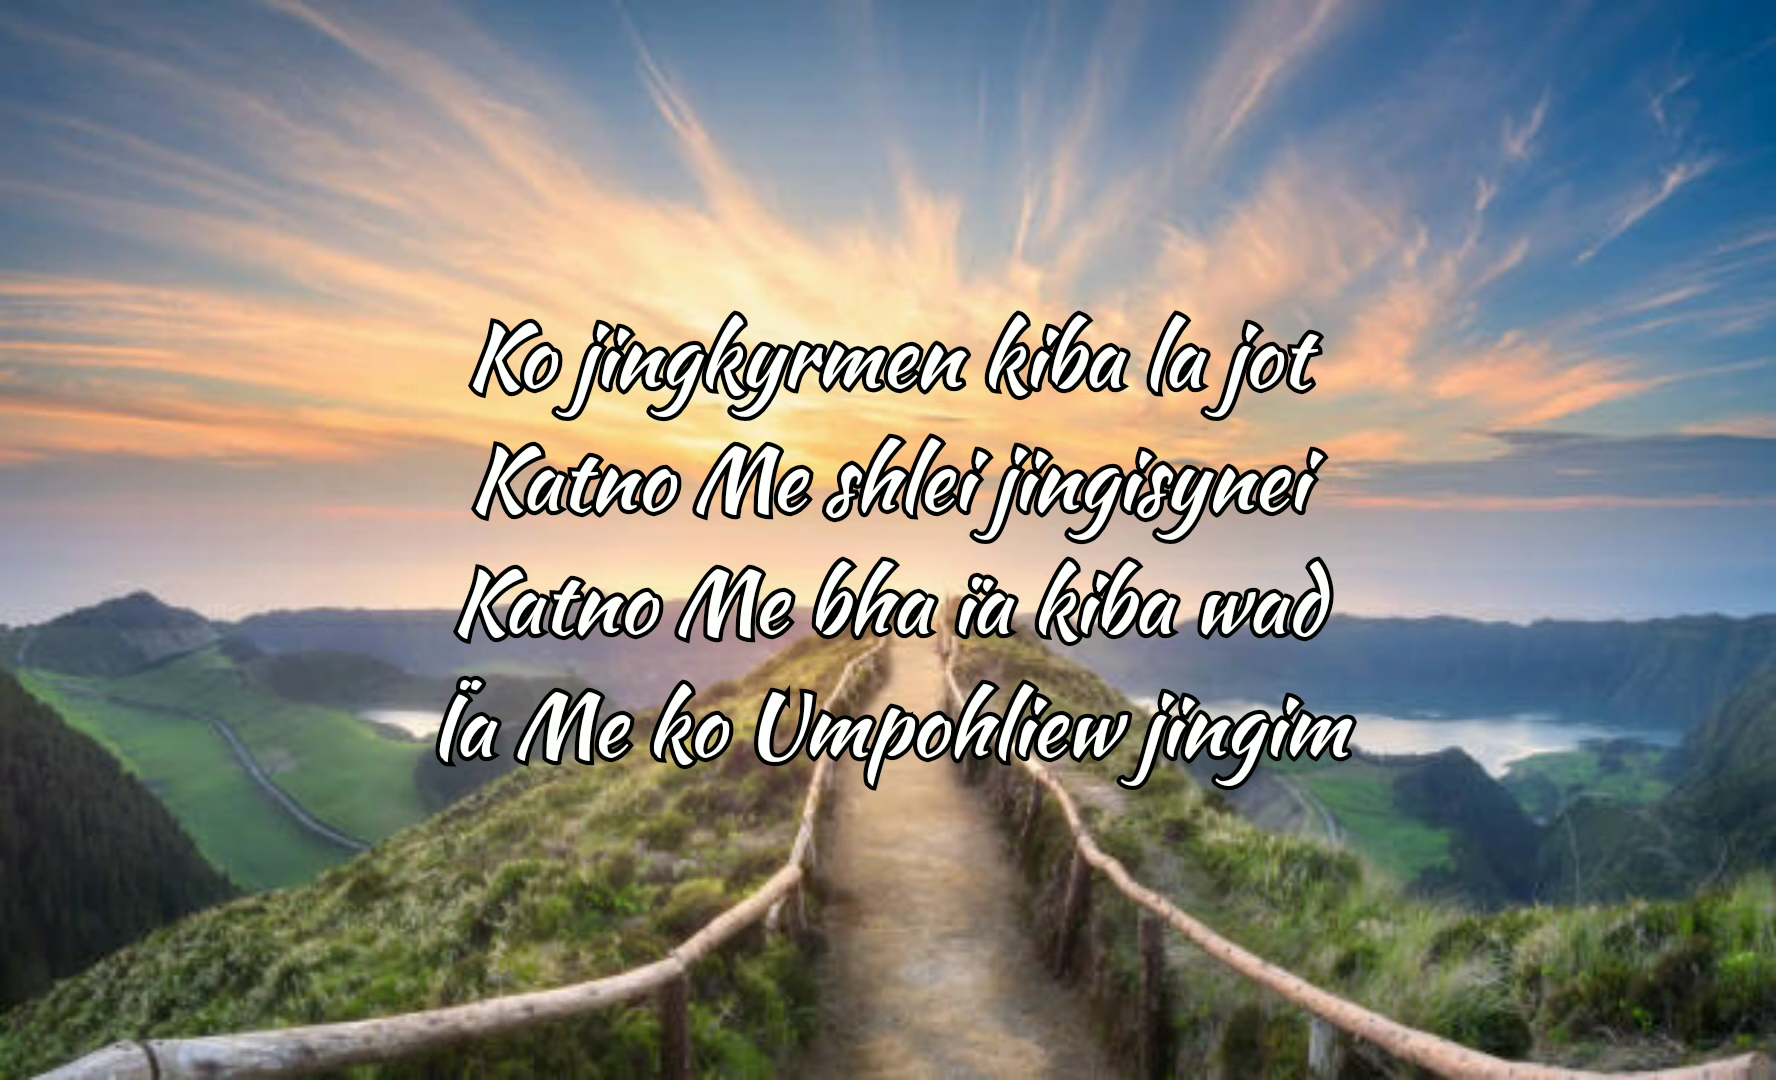 Ko jingkyrmen kiba la jot
Katno Me shlei jingisynei
Katno Me bha ïa kiba wad
Ïa Me ko Umpohliew jingim